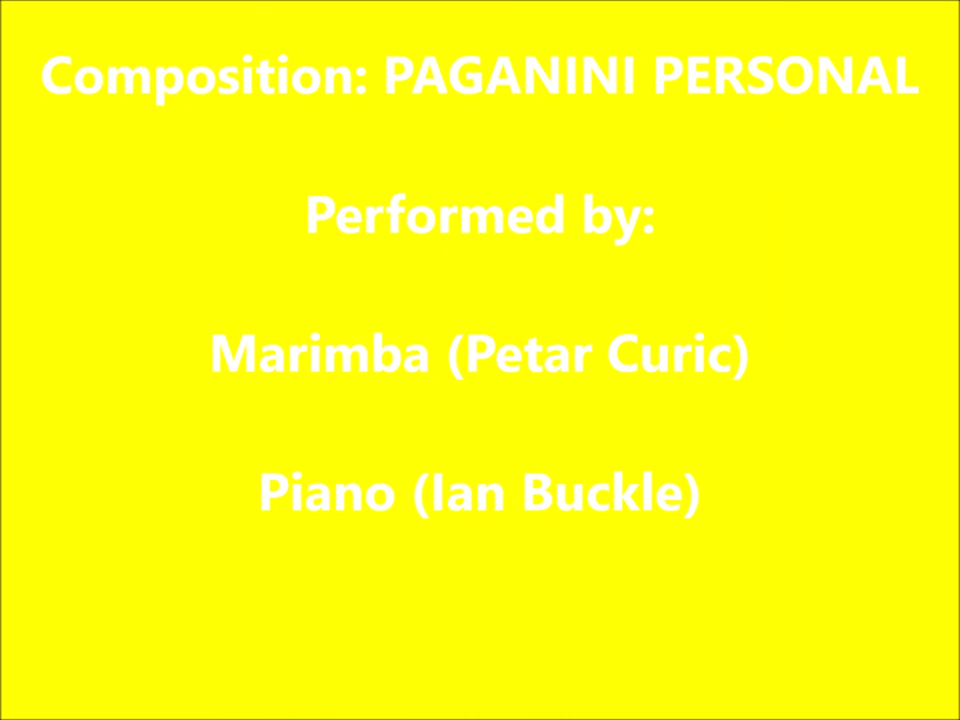 Composition: PAGANINI PERSONAL
Performed by:
Marimba (Petar Curic)
Piano (Ian Buckle)